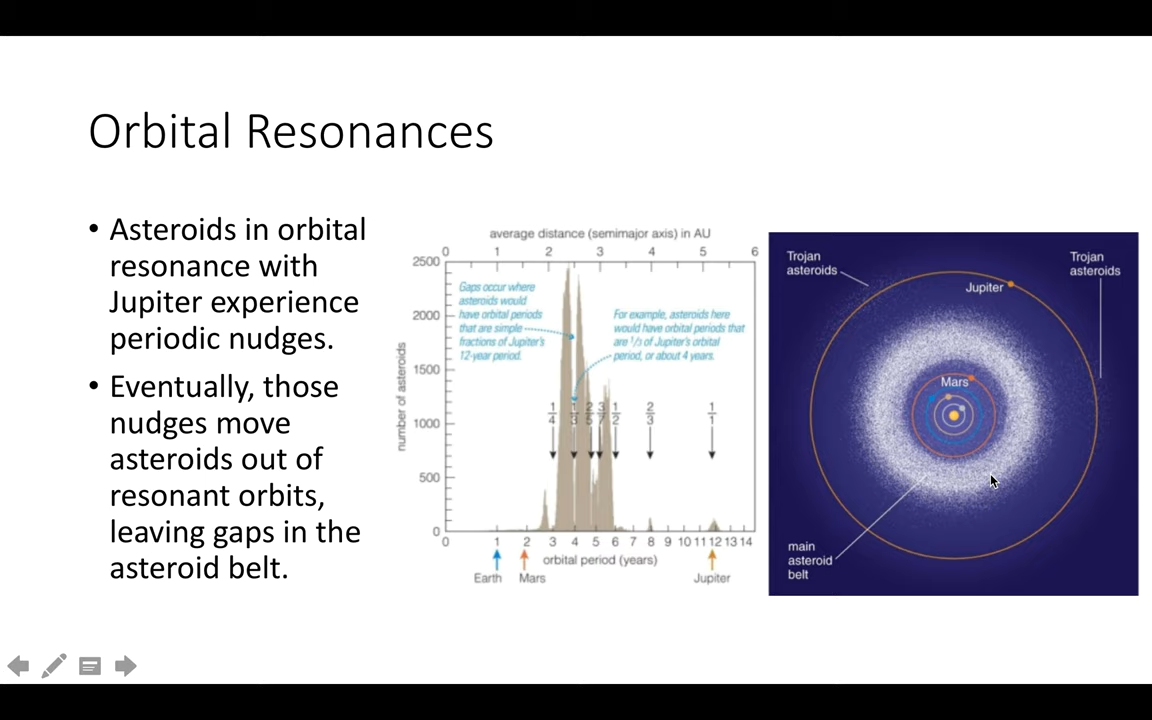 Orbital Resonances
• Asteroids in orbital
resonance with
Jupiter experience
periodic nudges.
• Eventually, those
nudges move
asteroids out of
resonant orbits,
leaving gaps in the
asteroid belt.
average distance (semimajor axis) in AU
0 1 2 3 4 5 6
2500
2000
1500
1000
500
0
number of asteroids
Gaps occur where
asteroids would
have orbital periods
that are simple
fractions of Jupiter's
12-year period.
For example, asteroids here
would have orbital periods that
are 1/3 of Jupiter's orbital
period, or about 4 years.
1/4 1/3 2/5 3/7 1/2 2/3 1/1
0 1 2 3 4 5 6 7 8 9 10 11 12 13 14
orbital period (years)
Earth Mars Jupiter
Trojan
asteroids
Jupiter
Trojan
asteroids
Mars
main
asteroid
belt